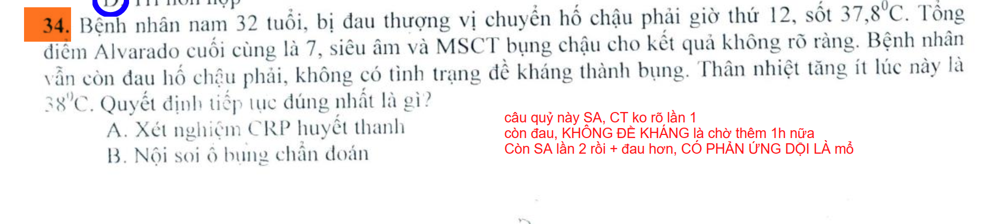 34. Bệnh nhân nam 32 tuổi, bị đau thượng vị chuyển hố chậu phải giờ thứ 12, sốt 37,8⁰C. Tổng
điểm Alvarado cuối cùng là 7, siêu âm và MSCT bụng chậu cho kết quả không rõ ràng. Bệnh nhân
vẫn còn đau hố chậu phải, không có tình trạng đề kháng thành bụng. Thân nhiệt tăng ít lúc này là
38⁰C. Quyết định tiếp tục đúng nhất là gì?
A. Xét nghiệm CRP huyết thanh
B. Nội soi ổ bụng chẩn đoán
câu quỷ này SA, CT ko rõ lần 1
còn đau, KHÔNG ĐỀ KHÁNG là chờ thêm 1h nữa
Còn SA lần 2 rồi + đau hơn, CÓ PHẢN ỨNG DỘI LÀ mổ